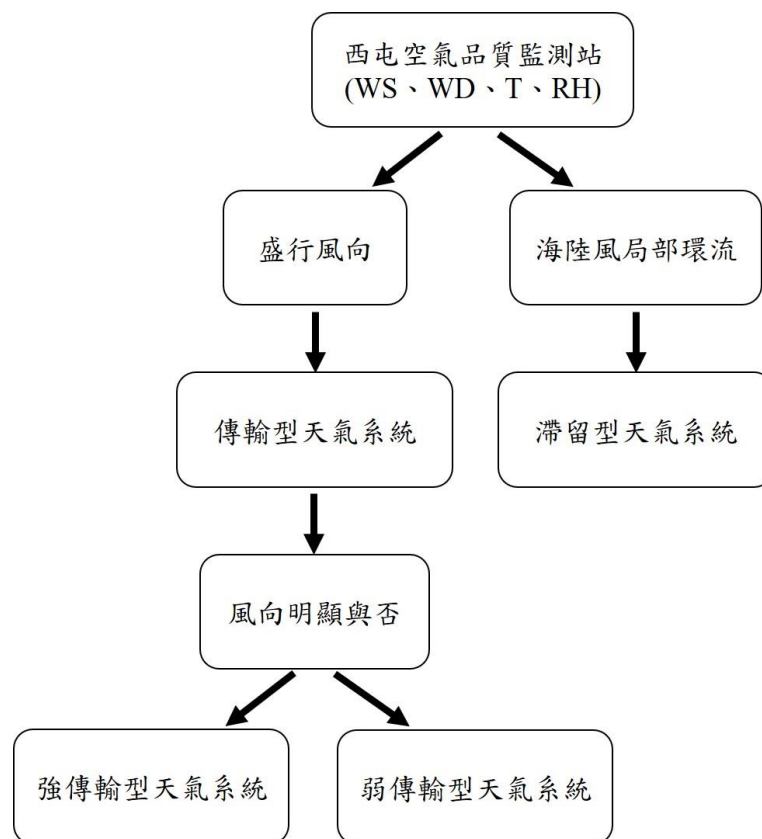 西屯空氣品質監測站
(WS、WD、T、RH)
盛行風向
海陸風局部環流
傳輸型天氣系統
滯留型天氣系統
風向明顯與否
強傳輸型天氣系統
弱傳輸型天氣系統